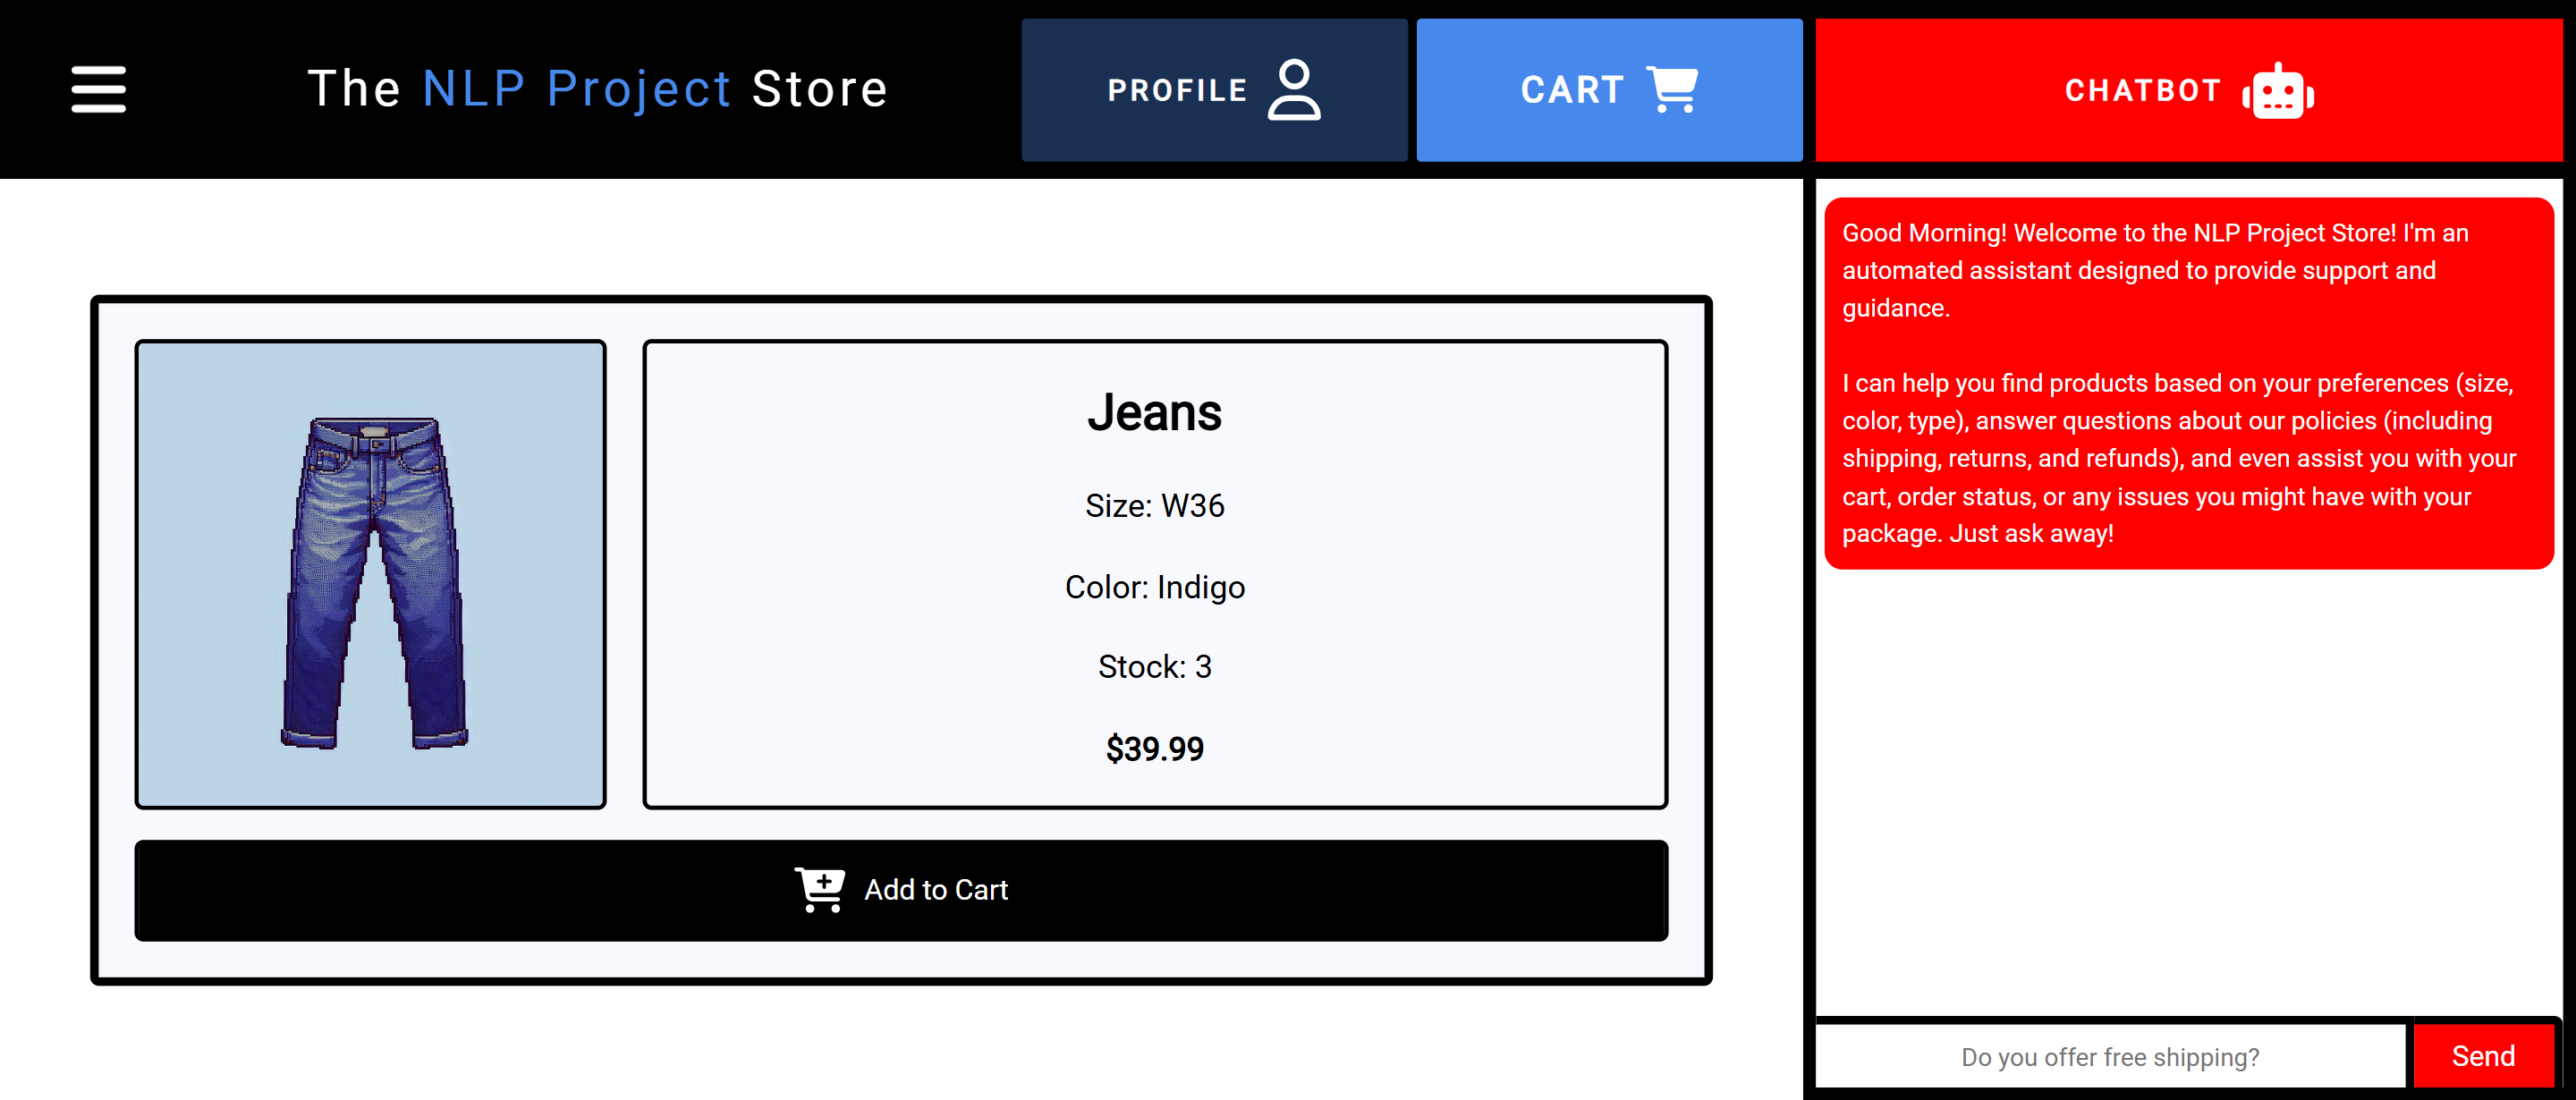 The NLP Project Store
PROFILE
CART
CHATBOT
Jeans
Size: W36
Color: Indigo
Stock: 3
$39.99
Add to Cart
Good Morning! Welcome to the NLP Project Store! I'm an
automated assistant designed to provide support and
guidance.
I can help you find products based on your preferences (size,
color, type), answer questions about our policies (including
shipping, returns, and refunds), and even assist you with your
cart, order status, or any issues you might have with your
package. Just ask away!
Do you offer free shipping?
Send